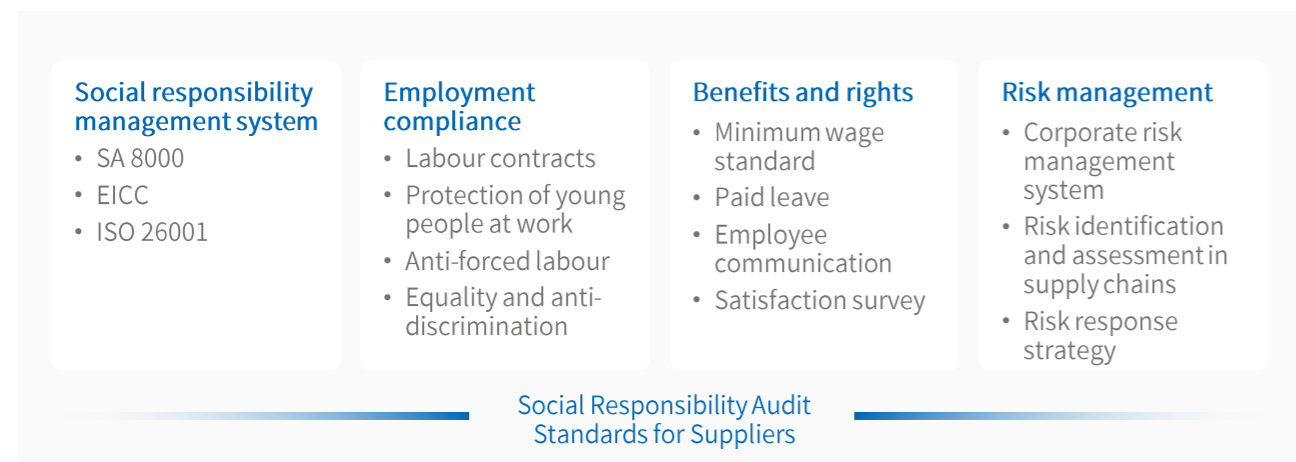 Social responsibility
management system
• SA 8000
• EICC
• ISO 26001
Employment
compliance
• Labour contracts
• Protection of young
people at work
• Anti-forced labour
• Equality and anti-
discrimination
Benefits and rights
• Minimum wage
standard
• Paid leave
• Employee
communication
• Satisfaction survey
Risk management
• Corporate risk
management
system
• Risk identification
and assessment in
supply chains
• Risk response
strategy
Social Responsibility Audit
Standards for Suppliers